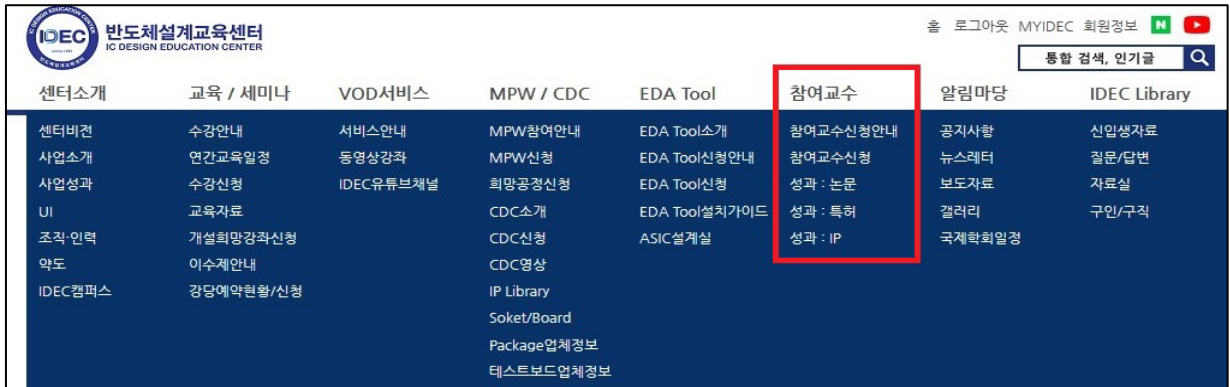 IC DESIGN EDUCATION CENTER
IDEC
반도체설계교육센터
반도체설계교육센터
IC DESIGN EDUCATION CENTER
홈 로그아웃 MYIDEC 회원정보 N
통합 검색, 인기글
센터소개 교육 / 세미나 VOD서비스 MPW / CDC EDA Tool 참여교수 알림마당 IDEC Library
센터비전 수강안내 서비스안내 MPW참여안내 EDA Tool소개 참여교수신청안내 공지사항 신입생자료
사업소개 연간교육일정 동영상강좌 MPW신청 EDA Tool신청안내 참여교수신청 뉴스레터 질문/답변
사업성과 수강신청 IDEC유튜브채널 희망공정신청 EDA Tool신청 성과 : 논문 보도자료 자료실
UI 교육자료 CDC소개 EDA Tool설치가이드 성과 : 특허 갤러리 구인/구직
조직·인력 개설희망강좌신청 CDC신청 ASIC설계실 성과 : IP 국제학회일정
약도 이수제안내 CDC영상
IDEC캠퍼스 강당예약현황/신청 IP Library
Soket/Board
Package업체정보
테스트보드업체정보